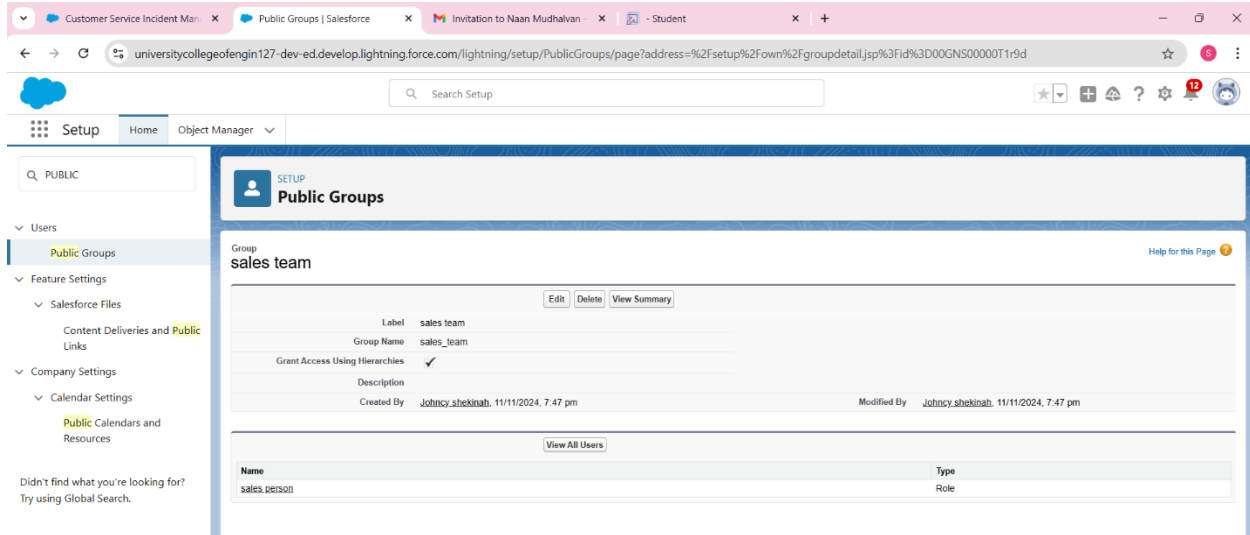 Customer Service Incident Man
Public Groups | Salesforce
Invitation to Naan Mudhalvan -
- Student
universitycollegeofengin127-dev-ed.develop.lightning.force.com/lightning/setup/PublicGroups/page?address=%2Fsetup%2Fown%2Fgroupdetail.jsp%3Fid%3D00GNS00000T1r9d
S
Search Setup
12
Setup
Home
Object Manager
PUBLIC
SETUP
Public Groups
Users
Public Groups
Feature Settings
Salesforce Files
Content Deliveries and Public
Links
Company Settings
Calendar Settings
Public Calendars and
Resources
Didn't find what you're looking for?
Try using Global Search.
Group
sales team
Help for this Page
Edit Delete View Summary
Label sales team
Group Name sales_team
Grant Access Using Hierarchies
Description
Created By Johncy shekinah, 11/11/2024, 7:47 pm Modified By Johncy shekinah, 11/11/2024, 7:47 pm
View All Users
Name Type
sales person Role